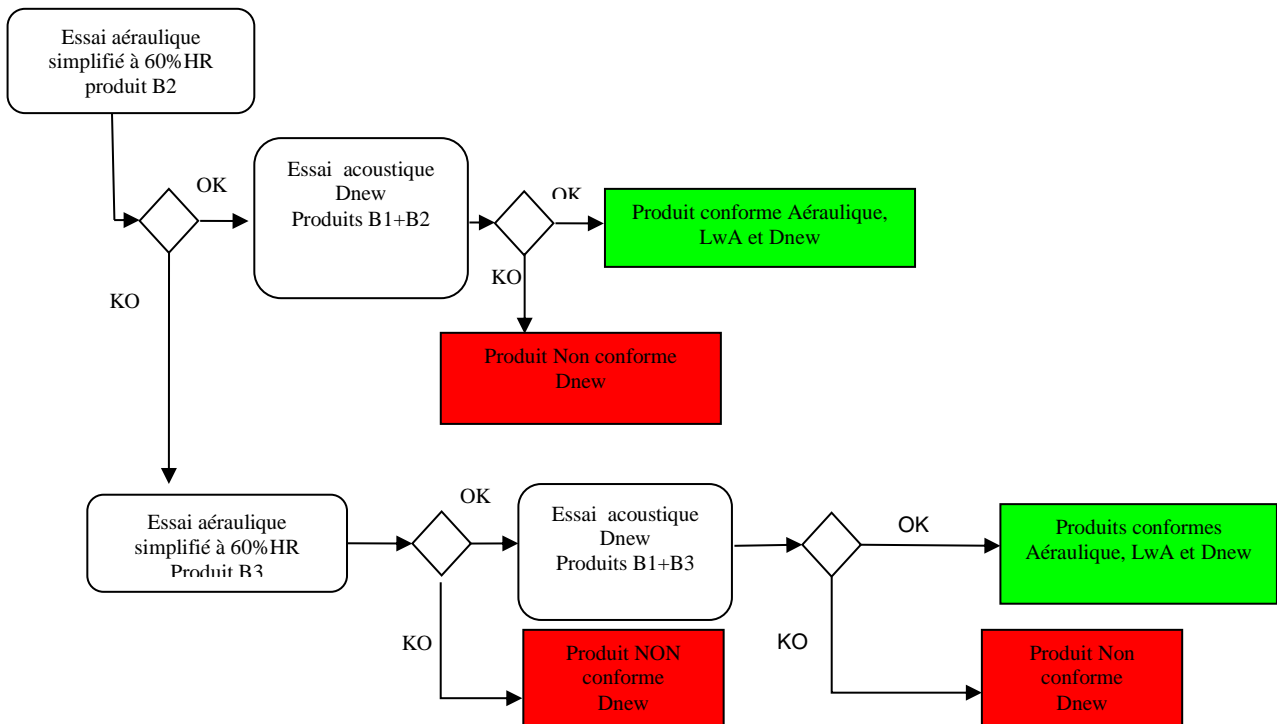 Essai aéraulique
simplifié à 60%HR
produit B2
OK
Essai acoustique
Dnew
Produits B1+B2
OK
Produit conforme Aéraulique,
LwA et Dnew
KO
KO
Produit Non conforme
Dnew
Essai aéraulique
simplifié à 60%HR
Produit B3
OK
Essai acoustique
Dnew
Produits B1+B3
OK
Produits conformes
Aéraulique, LwA et Dnew
KO
Produit NON
conforme
Dnew
KO
Produit Non
conforme
Dnew